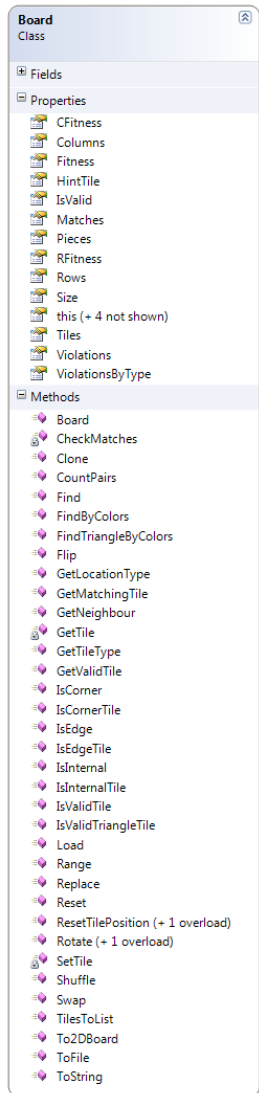 Board
Class
Fields
Properties
CFitness
Columns
Fitness
HintTile
IsValid
Matches
Pieces
RFitness
Rows
Size
this (+ 4 not shown)
Tiles
Violations
ViolationsByType
Methods
Board
CheckMatches
Clone
CountPairs
Find
FindByColors
FindTriangleByColors
Flip
GetLocationType
GetMatchingTile
GetNeighbour
GetTile
GetTileType
GetValidTile
IsCorner
IsCornerTile
IsEdge
IsEdgeTile
IsInternal
IsInternalTile
IsValidTile
IsValidTriangleTile
Load
Range
Replace
Reset
ResetTilePosition (+ 1 overload)
Rotate (+ 1 overload)
SetTile
Shuffle
Swap
TilesToList
To2DBoard
ToFile
ToString